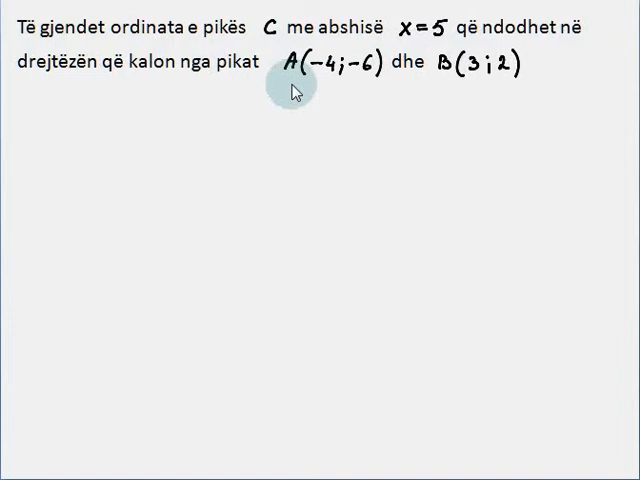 Të gjendet ordinata e pikës C me abshisë x=5 që ndodhet në
drejtëzën që kalon nga pikat A(-4;-6) dhe B(3;2)